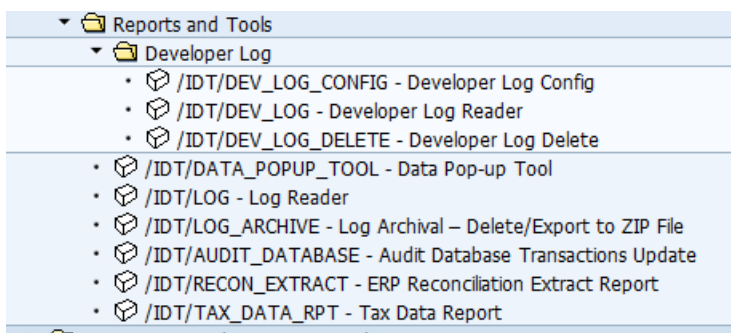 Reports and Tools
Developer Log
/IDT/DEV_LOG_CONFIG - Developer Log Config
/IDT/DEV_LOG - Developer Log Reader
/IDT/DEV_LOG_DELETE - Developer Log Delete
/IDT/DATA_POPUP_TOOL - Data Pop-up Tool
/IDT/LOG - Log Reader
/IDT/LOG_ARCHIVE - Log Archival – Delete/Export to ZIP File
/IDT/AUDIT_DATABASE - Audit Database Transactions Update
/IDT/RECON_EXTRACT - ERP Reconciliation Extract Report
/IDT/TAX_DATA_RPT - Tax Data Report